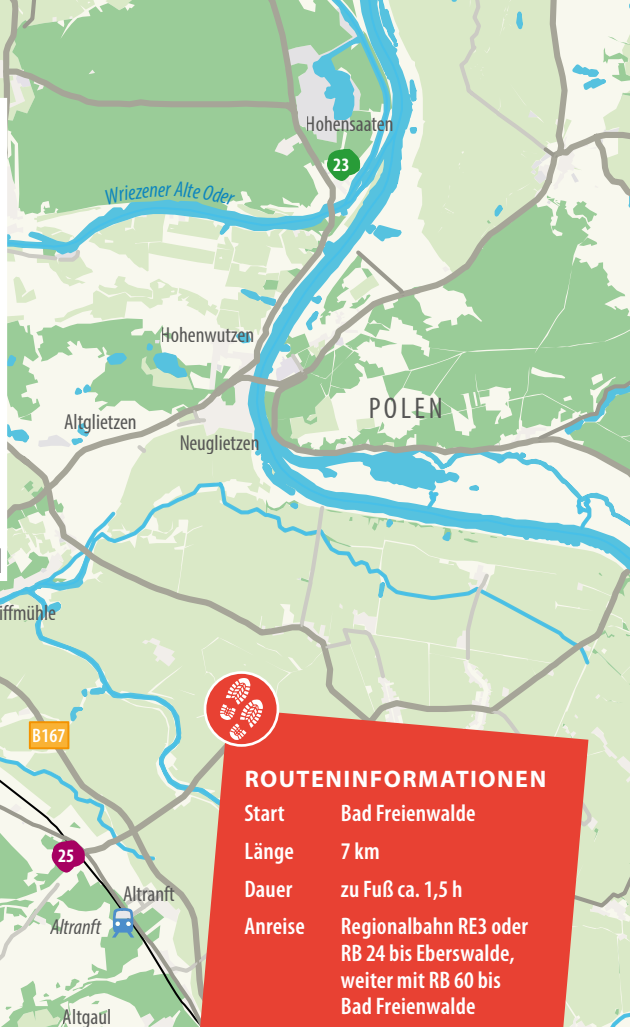 Hohensaaten
23
Wriezener Alte Oder
Hohenwutzen
POLEN
Altglietzen
Neuglietzen
iffmühle
B167
ROUTENINFORMATIONEN
Start Bad Freienwalde
Länge 7 km
Dauer zu Fuß ca. 1,5 h
Anreise Regionalbahn RE3 oder
RB 24 bis Eberswalde,
weiter mit RB 60 bis
Bad Freienwalde
25
Altranft
Altranft
Altgaul